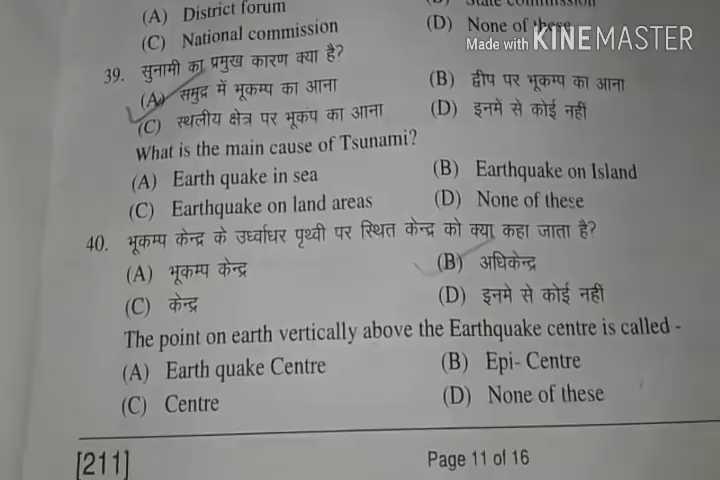 (A) District forum
(C) National commission
(D) None of these
Made with KINEMASTER
39. सुनामी का प्रमुख कारण क्या है?
(A) समुद्र में भूकम्प का आना
(B) द्वीप पर भूकम्प का आना
(C) स्थलीय क्षेत्र पर भूकंप का आना
(D) इनमें से कोई नहीं
What is the main cause of Tsunami?
(A) Earth quake in sea
(B) Earthquake on Island
(C) Earthquake on land areas
(D) None of these
40. भूकम्प केन्द्र के उर्ध्वाधर पृथ्वी पर स्थित केन्द्र को क्या कहा जाता है?
(A) भूकम्प केन्द्र
(B) अधिकेन्द्र
(C) केन्द्र
(D) इनमे से कोई नहीं
The point on earth vertically above the Earthquake centre is called -
(A) Earth quake Centre
(B) Epi- Centre
(C) Centre
(D) None of these
[211]
Page 11 of 16